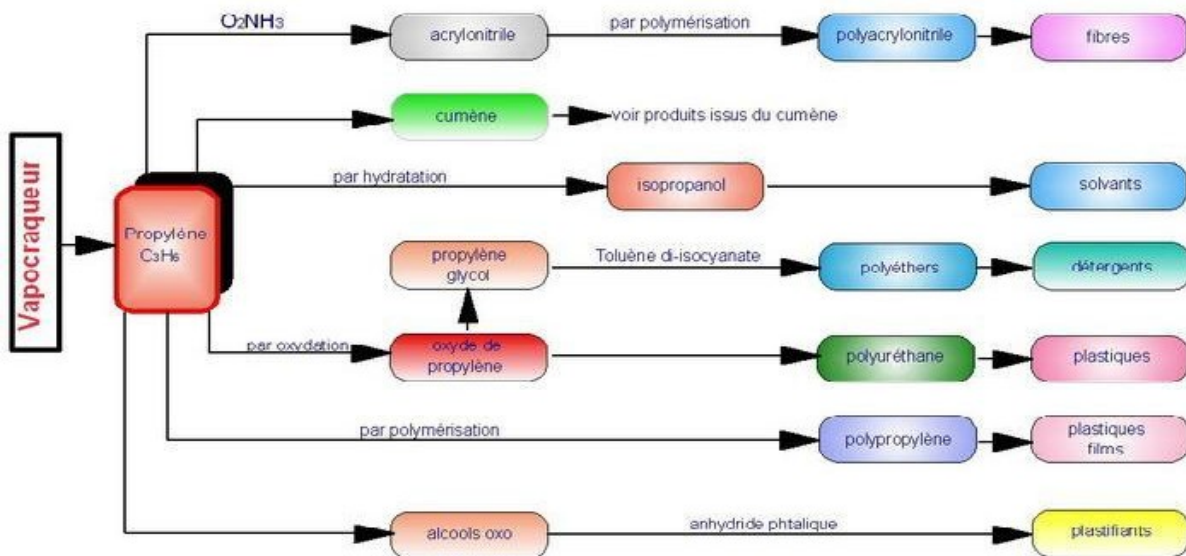 O₂NH₃
acrylonitrile
par polymérisation
polyacrylonitrile
fibres
cumène
voir produits issus du cumène
Vapocraqueur
par hydratation
isopropanol
solvants
Propylène
C₃H₆
propylène
glycol
Toluène di-isocyanate
polyéthers
détergents
par oxydation
oxyde de
propylène
polyuréthane
plastiques
par polymérisation
polypropylène
plastiques
films
alcools oxo
anhydride phtalique
plastifiants